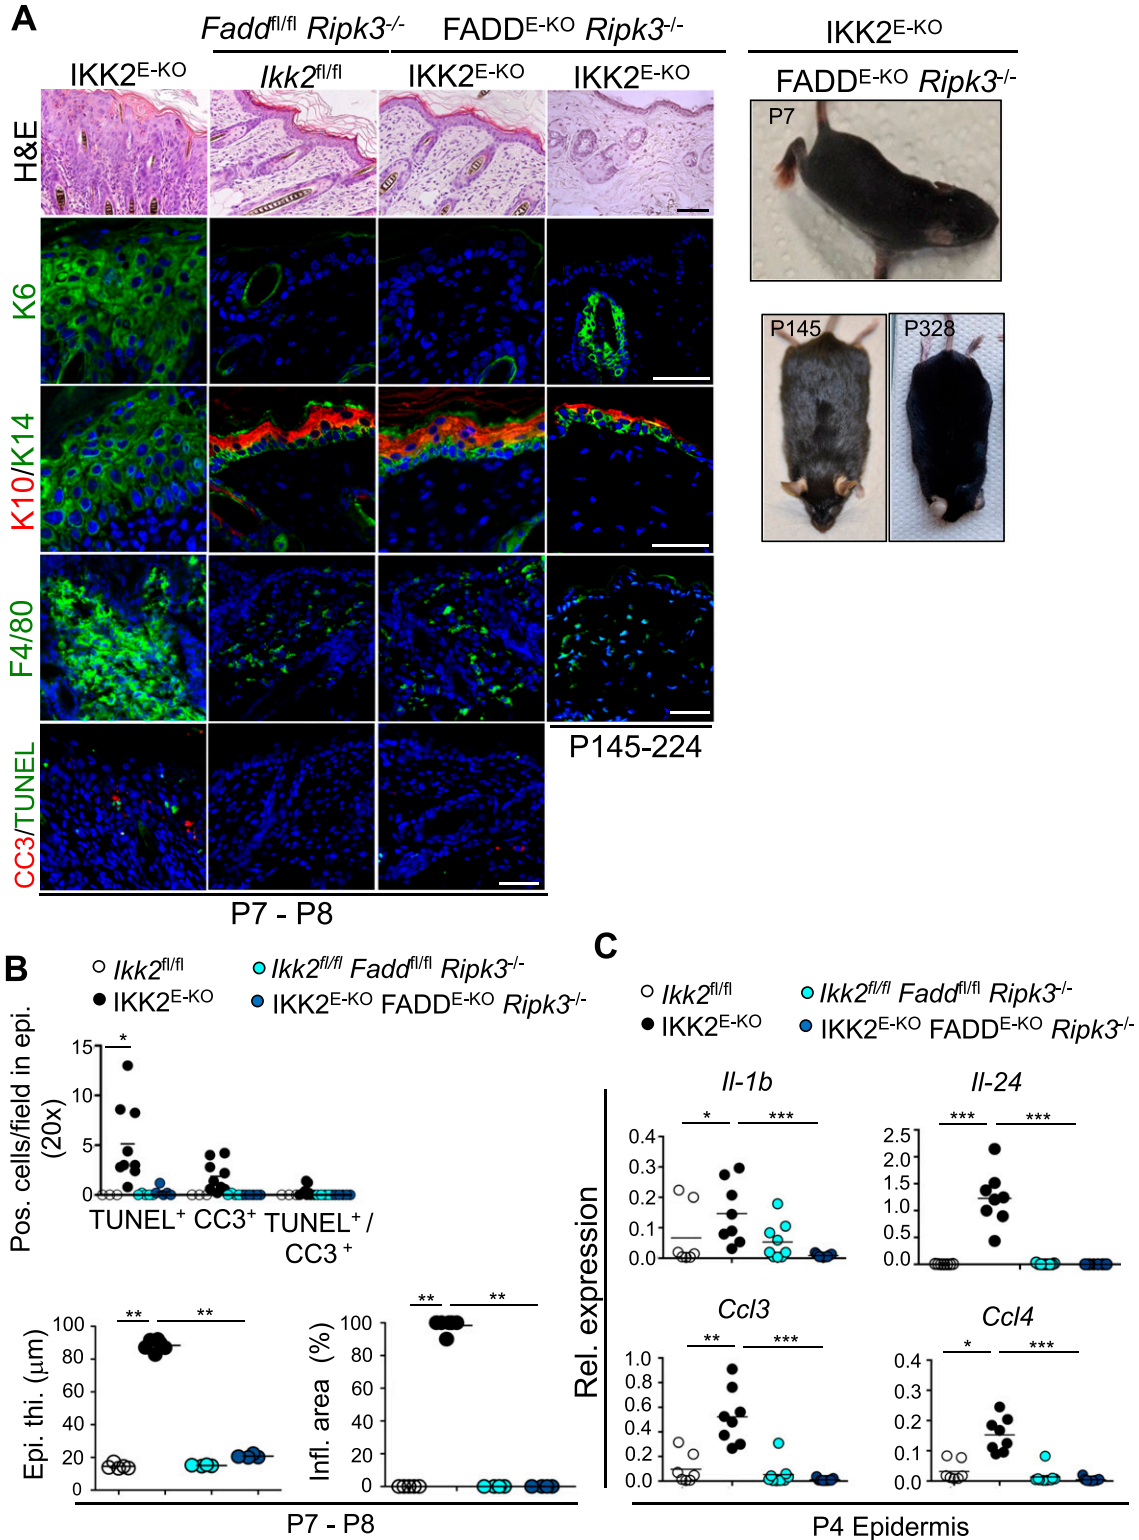 A
Fadd^fl/fl Ripk3^-/-
FADD^E-KO Ripk3^-/-
IKK2^E-KO
IKK2^E-KO
Ikk2^fl/fl
IKK2^E-KO
IKK2^E-KO
FADD^E-KO Ripk3^-/-
H&E
P7
K6
P145
P328
K10/K14
F4/80
P145-224
CC3/TUNEL
P7 - P8
B
Ikk2^fl/fl
Ikk2^fl/fl Fadd^fl/fl Ripk3^-/-
IKK2^E-KO
IKK2^E-KO FADD^E-KO Ripk3^-/-
Pos. cells/field in epi.
(20x)
*
15
10
5
0
TUNEL⁺
CC3⁺
TUNEL⁺ /
CC3 ⁺
Epi. thi. (μm)
**
**
100
80
60
40
20
0
Infl. area (%)
**
**
100
80
60
40
20
0
P7 - P8
C
Ikk2^fl/fl
Ikk2^fl/fl Fadd^fl/fl Ripk3^-/-
IKK2^E-KO
IKK2^E-KO FADD^E-KO Ripk3^-/-
Rel. expression
Il-1b
*
***
0.4
0.3
0.2
0.1
0.0
Il-24
***
***
2.5
2.0
1.5
1.0
0.5
0.0
Ccl3
**
***
1.0
0.8
0.6
0.4
0.2
0.0
Ccl4
*
***
0.4
0.3
0.2
0.1
0.0
P4 Epidermis